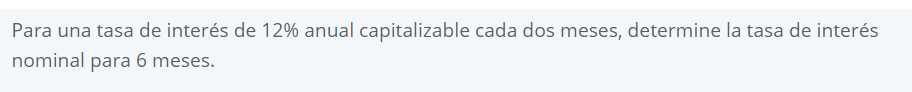 Para una tasa de interés de 12% anual capitalizable cada dos meses, determine la tasa de interés
nominal para 6 meses.